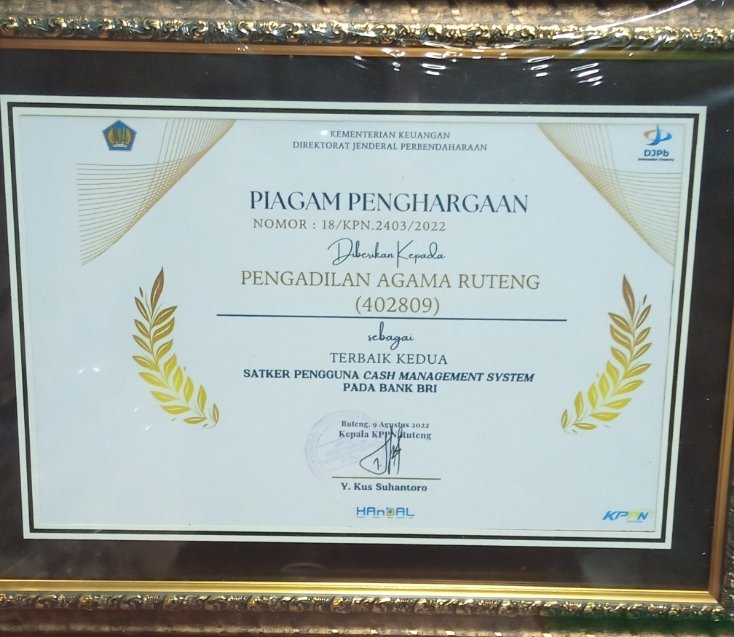 KEMENTERIAN KEUANGAN
DIREKTORAT JENDERAL PERBENDAHARAAN
DJPb
PIAGAM PENGHARGAAN
NOMOR : 18/KPN.2403/2022
Diberikan Kepada
PENGADILAN AGAMA RUTENG
(402809)
sebagai
TERBAIK KEDUA
SATKER PENGGUNA CASH MANAGEMENT SYSTEM
PADA BANK BRI
Ruteng, 9 Agustus 2022
Kepala KPPN Ruteng
Y. Kus Suhantoro
HAnDAL
KPPN